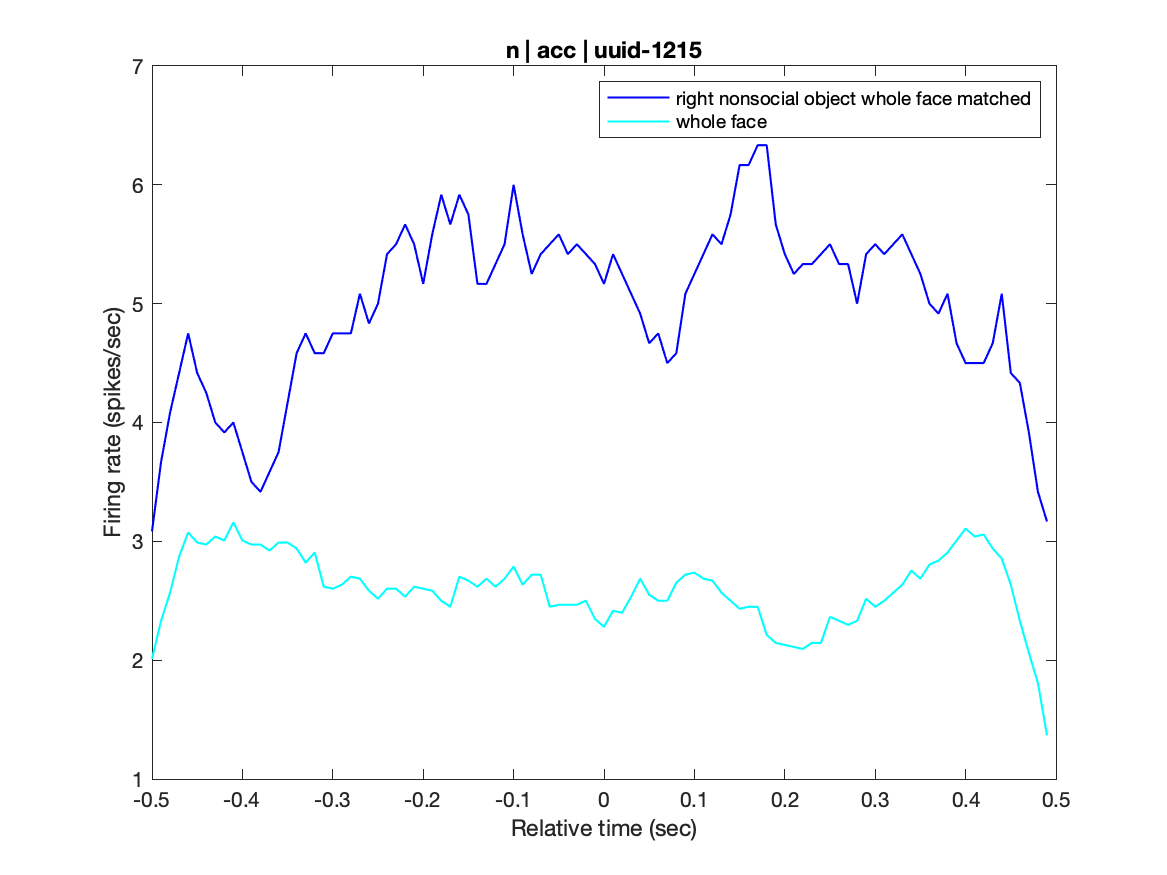 n | acc | uuid-1215
right nonsocial object whole face matched
whole face
Firing rate (spikes/sec)
7
6
5
4
3
2
1
-0.5 -0.4 -0.3 -0.2 -0.1 0 0.1 0.2 0.3 0.4 0.5
Relative time (sec)